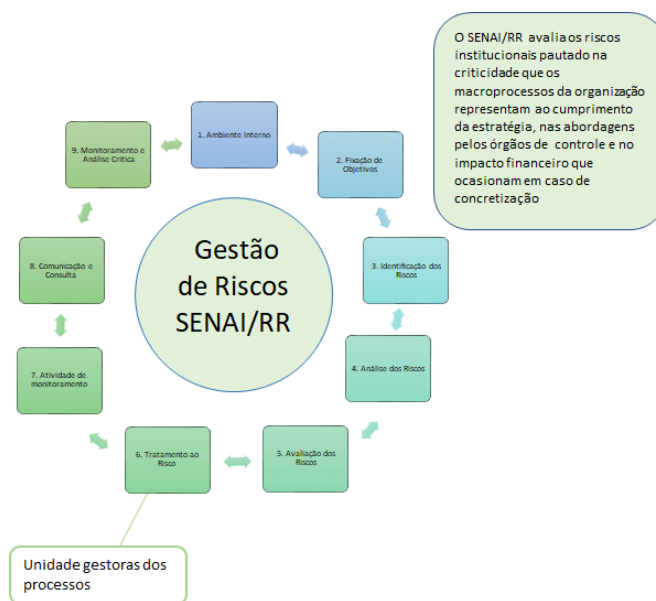 O SENAI/RR avalia os riscos
institucionais pautado na
criticidade que os
macroprocessos da organização
representam ao cumprimento
da estratégia, nas abordagens
pelos órgãos de controle e no
impacto financeiro que
ocasionam em caso de
concretização
1. Ambiente Interno
2. Fixação de
Objetivos
3. Identificação dos
Riscos
4. Análise dos Riscos
5. Avaliação dos
Riscos
6. Tratamento ao
Risco
7. Atividade de
monitoramento
8. Comunicação e
Consulta
9. Monitoramento e
Análise Crítica
Gestão
de Riscos
SENAI/RR
Unidade gestoras dos
processos